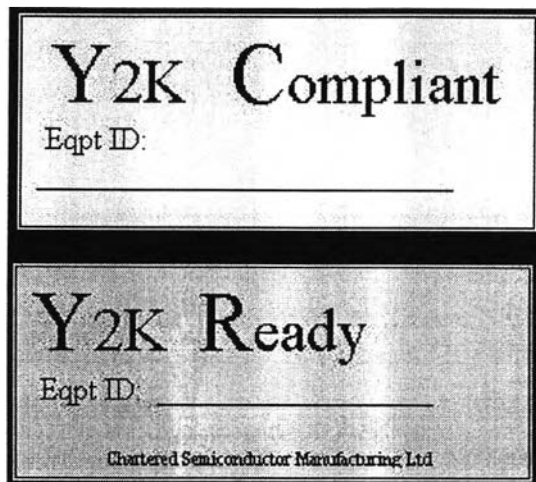 Y2K Compliant
Eqpt ID:
Y2K Ready
Eqpt ID:
Chartered Semiconductor Manufacturing Ltd